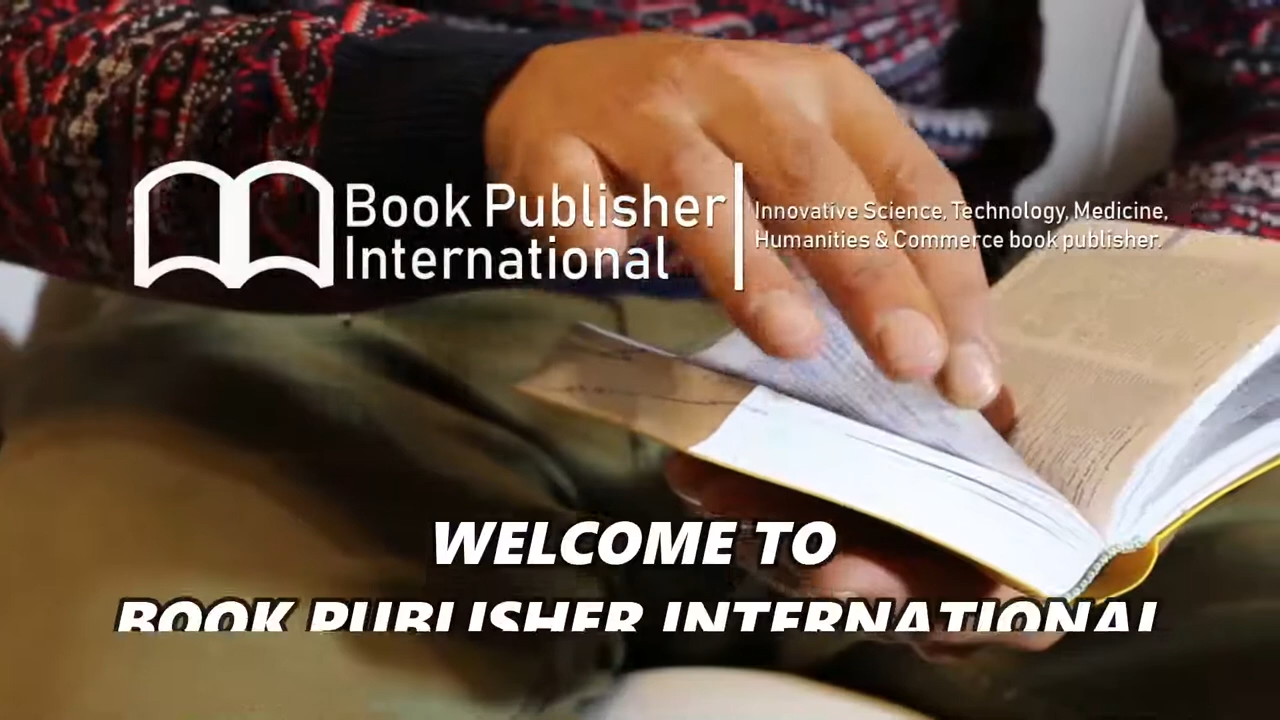 Book Publisher
International
Innovative Science, Technology, Medicine,
Humanities & Commerce book publisher.
WELCOME TO
BOOK PUBLISHER INTERNATIONAL